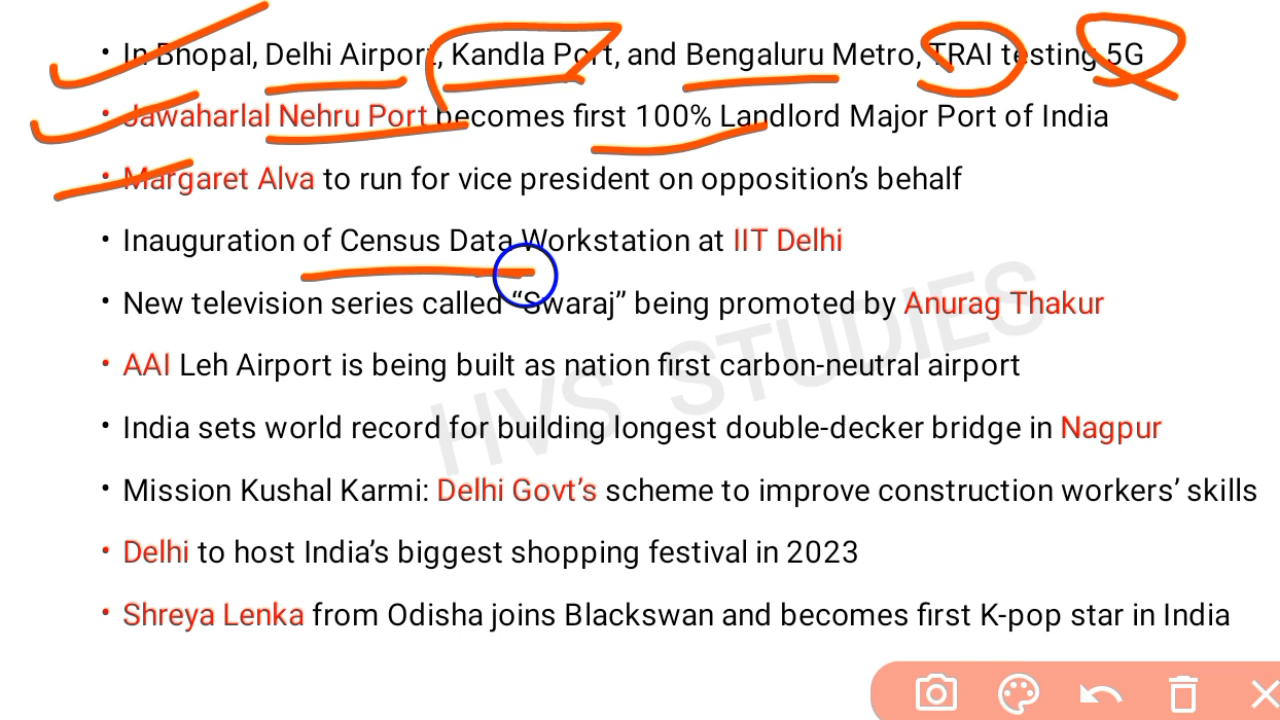 • In Bhopal, Delhi Airport, Kandla Port, and Bengaluru Metro, TRAI testing 5G
• Jawaharlal Nehru Port becomes first 100% Landlord Major Port of India
• Margaret Alva to run for vice president on opposition’s behalf
• Inauguration of Census Data Workstation at IIT Delhi
• New television series called “Swaraj” being promoted by Anurag Thakur
• AAI Leh Airport is being built as nation first carbon-neutral airport
• India sets world record for building longest double-decker bridge in Nagpur
• Mission Kushal Karmi: Delhi Govt’s scheme to improve construction workers’ skills
• Delhi to host India’s biggest shopping festival in 2023
• Shreya Lenka from Odisha joins Blackswan and becomes first K-pop star in India
HVS STUDIES